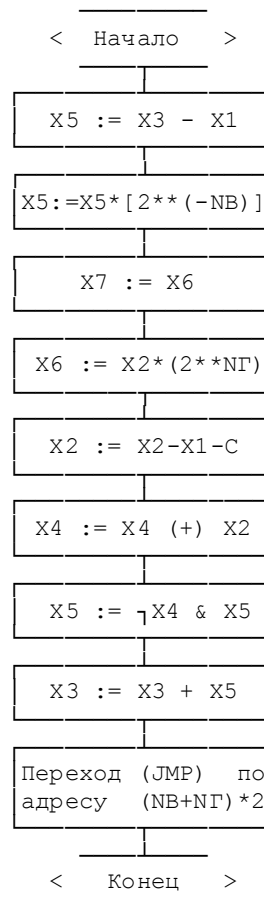 < Начало >
X5 := X3 - X1
X5:=X5*[2**(-NB)]
X7 := X6
X6 := X2*(2**NГ)
X2 := X2-X1-C
X4 := X4 (+) X2
X5 := ┐X4 & X5
X3 := X3 + X5
Переход (JMP) по
адресу (NB+NГ)*2
< Конец >